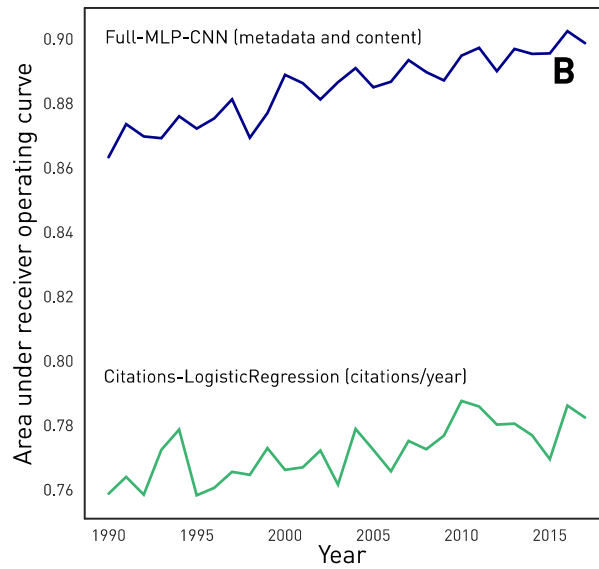 Full-MLP-CNN (metadata and content)
B
Citations-LogisticRegression (citations/year)
Area under receiver operating curve
0.90
0.88
0.86
0.84
0.82
0.80
0.78
0.76
1990
1995
2000
2005
2010
2015
Year